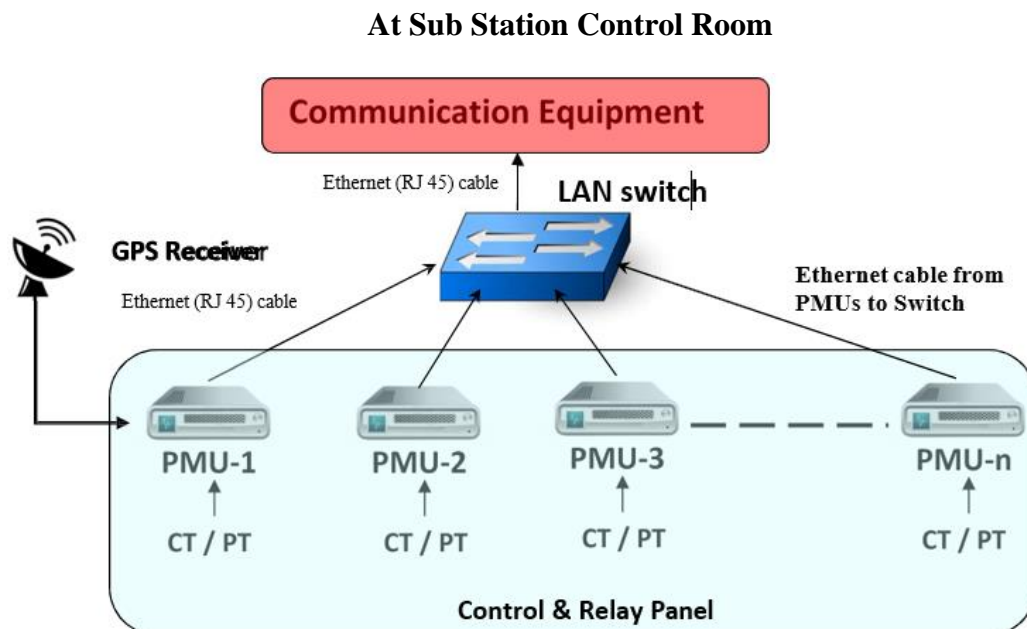 At Sub Station Control Room
Communication Equipment
Ethernet (RJ 45) cable
LAN switch
GPS Receiver
Ethernet (RJ 45) cable
Ethernet cable from
PMUs to Switch
PMU-1
PMU-2
PMU-3
PMU-n
CT / PT
CT / PT
CT / PT
CT / PT
Control & Relay Panel